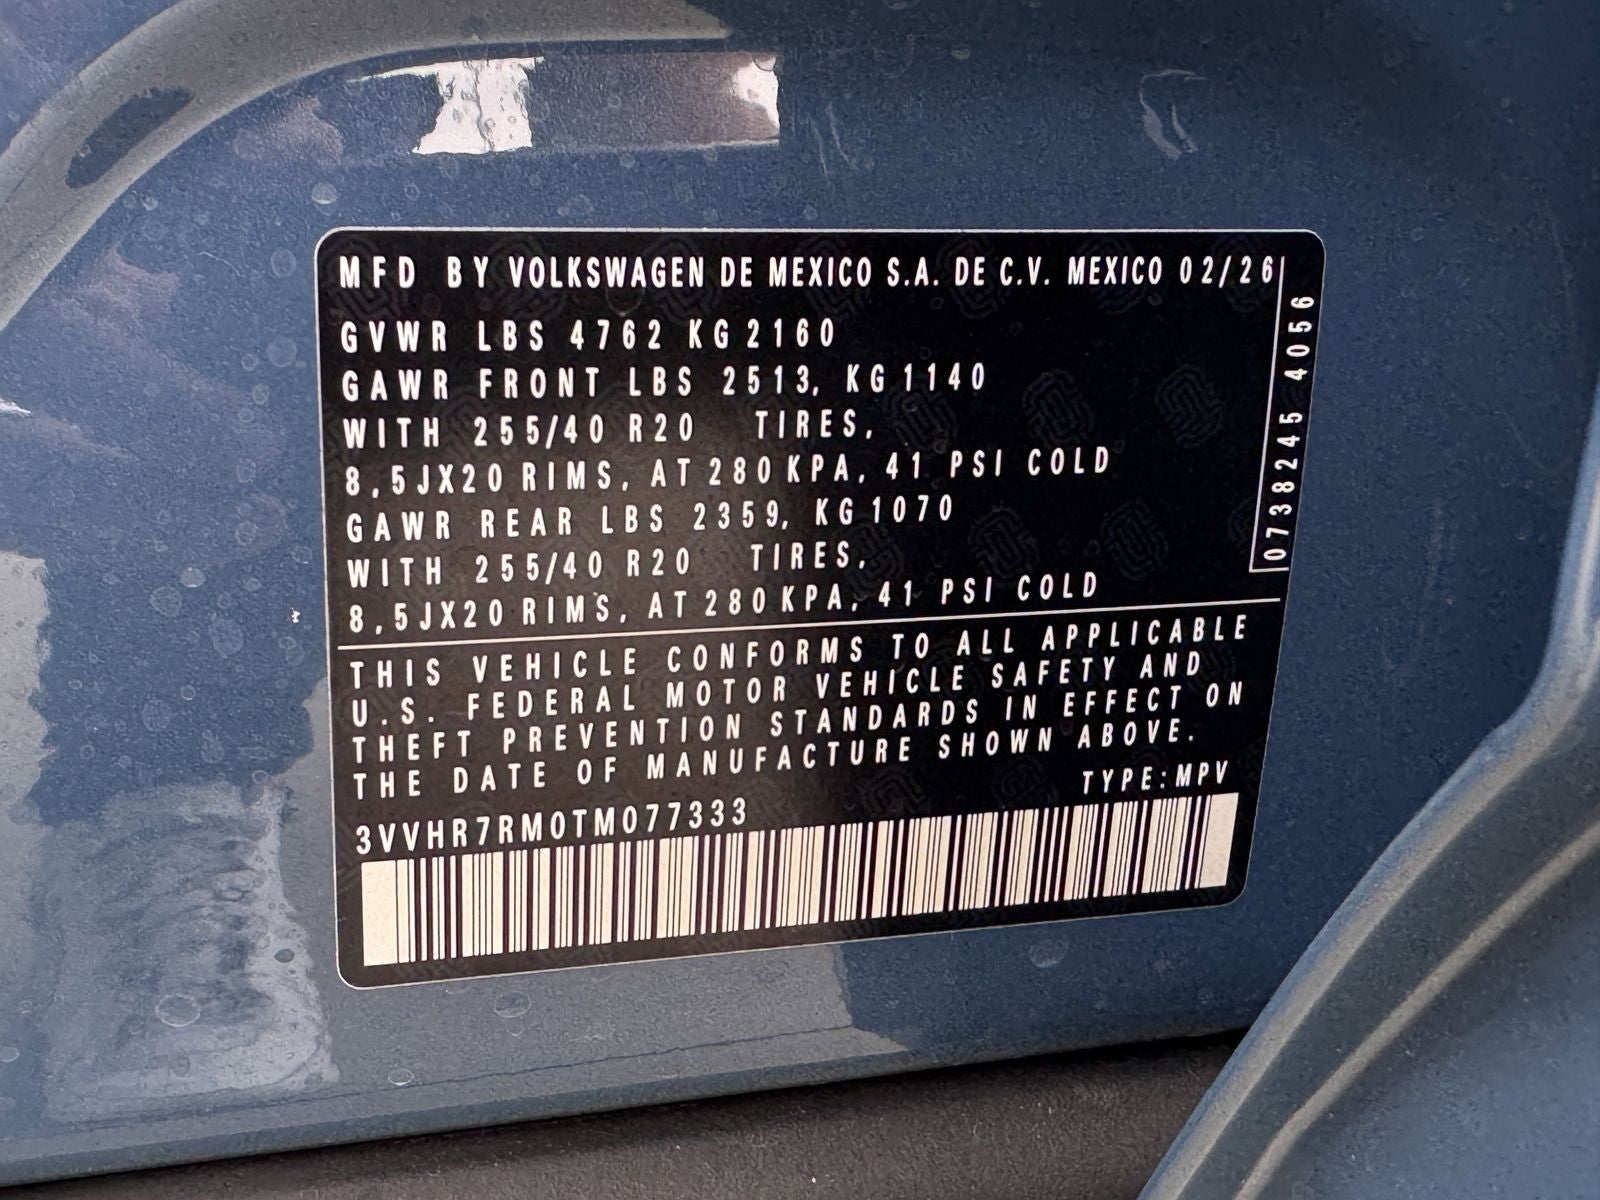 MFD BY VOLKSWAGEN DE MEXICO S.A. DE C.V. MEXICO 02/26
GVWR LBS 4762 KG 2160
GAWR FRONT LBS 2513, KG 1140
WITH 255/40 R20 TIRES,
8,5JX20 RIMS, AT 280 KPA, 41 PSI COLD
GAWR REAR LBS 2359, KG 1070
WITH 255/40 R20 TIRES,
8,5JX20 RIMS, AT 280 KPA, 41 PSI COLD
0738245 4056
THIS VEHICLE CONFORMS TO ALL APPLICABLE
U.S. FEDERAL MOTOR VEHICLE SAFETY AND
THEFT PREVENTION STANDARDS IN EFFECT ON
THE DATE OF MANUFACTURE SHOWN ABOVE.
TYPE:MPV
3VVHR7RM0TM077333